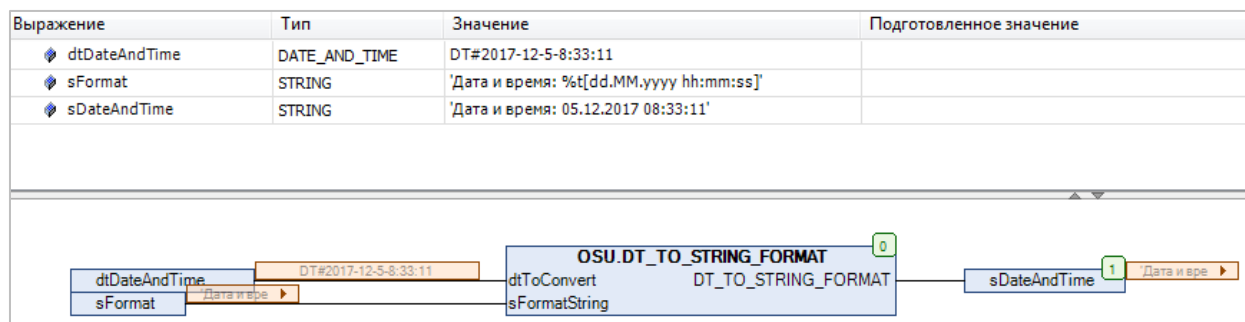 Выражение Тип Значение Подготовленное значение
dtDateAndTime DATE_AND_TIME DT#2017-12-5-8:33:11
sFormat STRING 'Дата и время: %t[dd.MM.yyyy hh:mm:ss]'
sDateAndTime STRING 'Дата и время: 05.12.2017 08:33:11'
OSU.DT_TO_STRING_FORMAT 0
dtDateAndTime DT#2017-12-5-8:33:11 dtToConvert DT_TO_STRING_FORMAT sDateAndTime 1 'Дата и вре
sFormat 'Дата и вре sFormatString